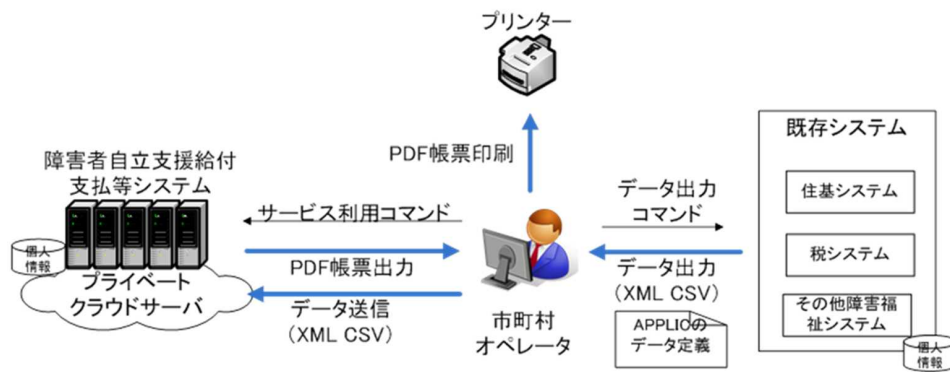 プリンター
PDF帳票印刷
障害者自立支援給付
支払等システム
個人
情報
プライベート
クラウドサーバ
サービス利用コマンド
PDF帳票出力
データ送信
(XML CSV)
市町村
オペレータ
データ出力
コマンド
データ出力
(XML CSV)
APPLICの
データ定義
既存システム
住基システム
税システム
その他障害福
祉システム
個人
情報